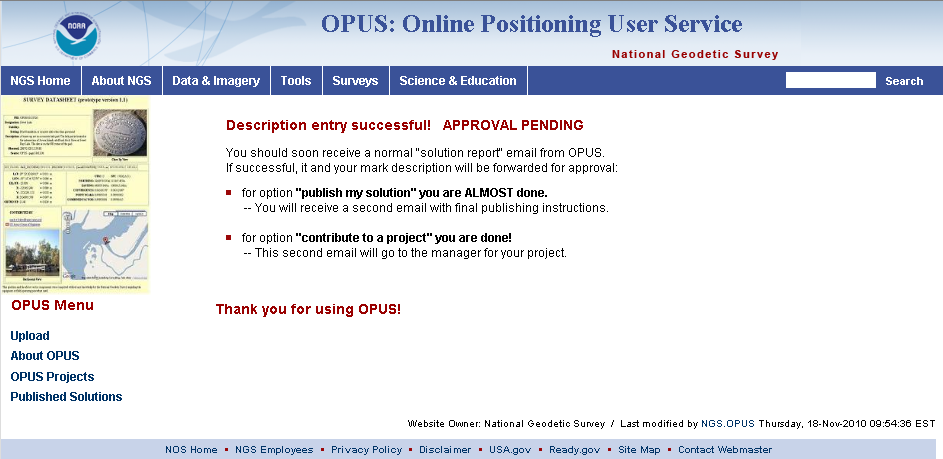 NOAA
OPUS: Online Positioning User Service
National Geodetic Survey
NGS Home
About NGS
Data & Imagery
Tools
Surveys
Science & Education
Search
SURVEY DATASHEET (prototype version 1.1)
Description entry successful! APPROVAL PENDING
You should soon receive a normal "solution report" email from OPUS.
If successful, it and your mark description will be forwarded for approval:
for option "publish my solution" you are ALMOST done.
-- You will receive a second email with final publishing instructions.
for option "contribute to a project" you are done!
-- This second email will go to the manager for your project.
Thank you for using OPUS!
OPUS Menu
Upload
About OPUS
OPUS Projects
Published Solutions
Website Owner: National Geodetic Survey / Last modified by NGS.OPUS Thursday, 18-Nov-2010 09:54:36 EST
NOS Home ▪ NGS Employees ▪ Privacy Policy ▪ Disclaimer ▪ USA.gov ▪ Ready.gov ▪ Site Map ▪ Contact Webmaster